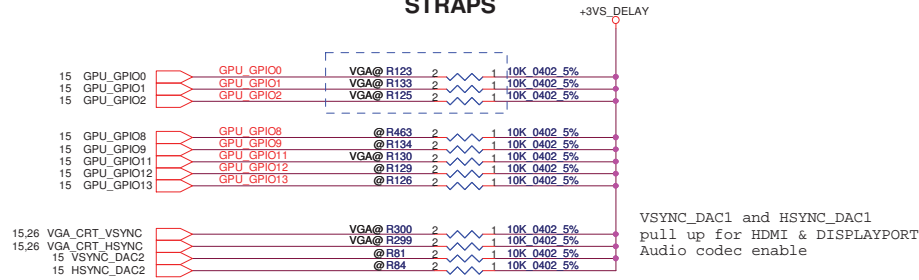 STRAPS
+3VS_DELAY
15 GPU_GPIO0 GPU_GPIO0 VGA@ R123 2 1 10K_0402_5%
15 GPU_GPIO1 GPU_GPIO1 VGA@ R133 2 1 10K_0402_5%
15 GPU_GPIO2 GPU_GPIO2 VGA@ R125 2 1 10K_0402_5%
15 GPU_GPIO8 GPU_GPIO8 @ R463 2 1 10K_0402_5%
15 GPU_GPIO9 GPU_GPIO9 @ R134 2 1 10K_0402_5%
15 GPU_GPIO11 GPU_GPIO11 VGA@ R130 2 1 10K_0402_5%
15 GPU_GPIO12 GPU_GPIO12 @ R129 2 1 10K_0402_5%
15 GPU_GPIO13 GPU_GPIO13 @ R126 2 1 10K_0402_5%
15,26 VGA_CRT_VSYNC VGA@ R300 2 1 10K_0402_5%
15,26 VGA_CRT_HSYNC VGA@ R299 2 1 10K_0402_5%
15 VSYNC_DAC2 @ R81 2 1 10K_0402_5%
15 HSYNC_DAC2 @ R84 2 1 10K_0402_5%
VSYNC_DAC1 and HSYNC_DAC1
pull up for HDMI & DISPLAYPORT
Audio codec enable